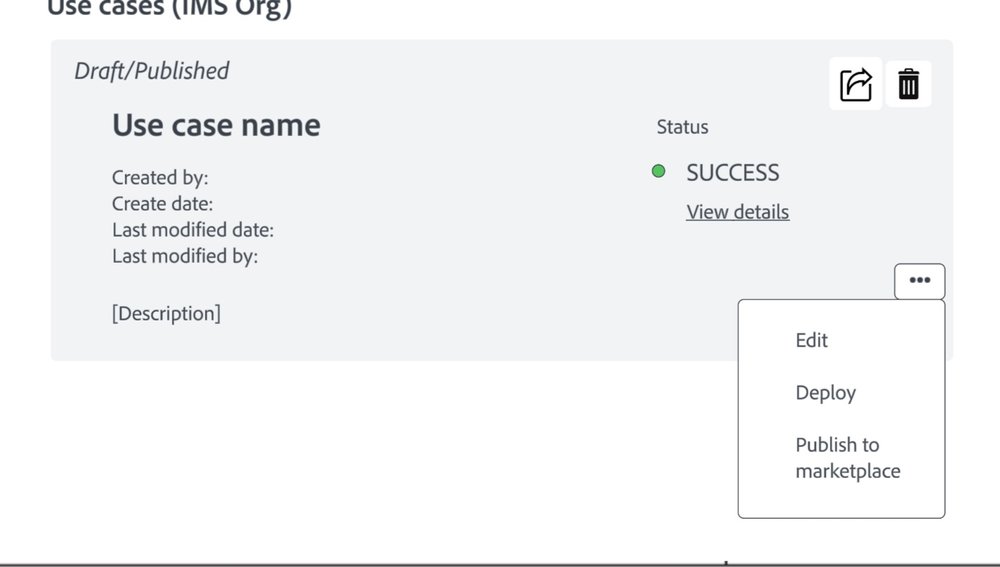 Use cases (IMS Org)
Draft/Published
Use case name
Created by:
Create date:
Last modified date:
Last modified by:
[Description]
Status
SUCCESS
View details
Edit
Deploy
Publish to
marketplace